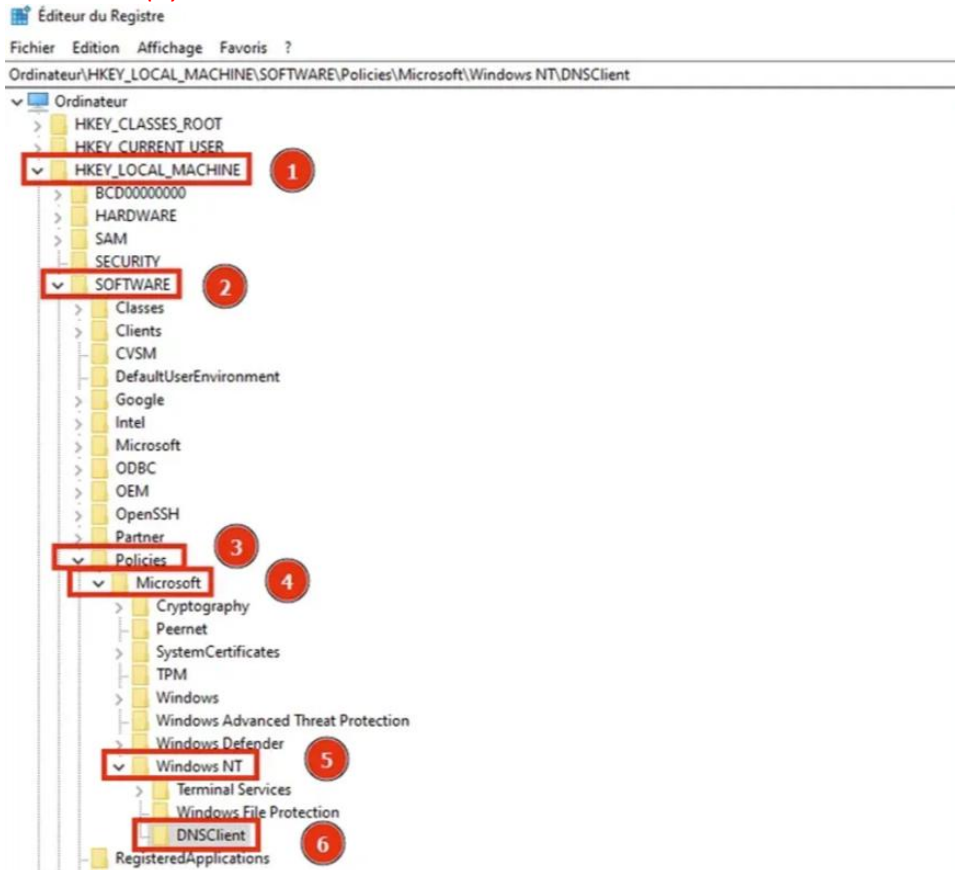 Éditeur du Registre
Fichier Edition Affichage Favoris ?
Ordinateur\HKEY_LOCAL_MACHINE\SOFTWARE\Policies\Microsoft\Windows NT\DNSClient
Ordinateur
HKEY_CLASSES_ROOT
HKEY_CURRENT_USER
HKEY_LOCAL_MACHINE 1
BCD00000000
HARDWARE
SAM
SECURITY
SOFTWARE 2
Classes
Clients
CVSM
DefaultUserEnvironment
Google
Intel
Microsoft
ODBC
OEM
OpenSSH
Partner
Policies 3
Microsoft 4
Cryptography
Peernet
SystemCertificates
TPM
Windows
Windows Advanced Threat Protection
Windows Defender
Windows NT 5
Terminal Services
Windows File Protection
DNSClient 6
RegisteredApplications